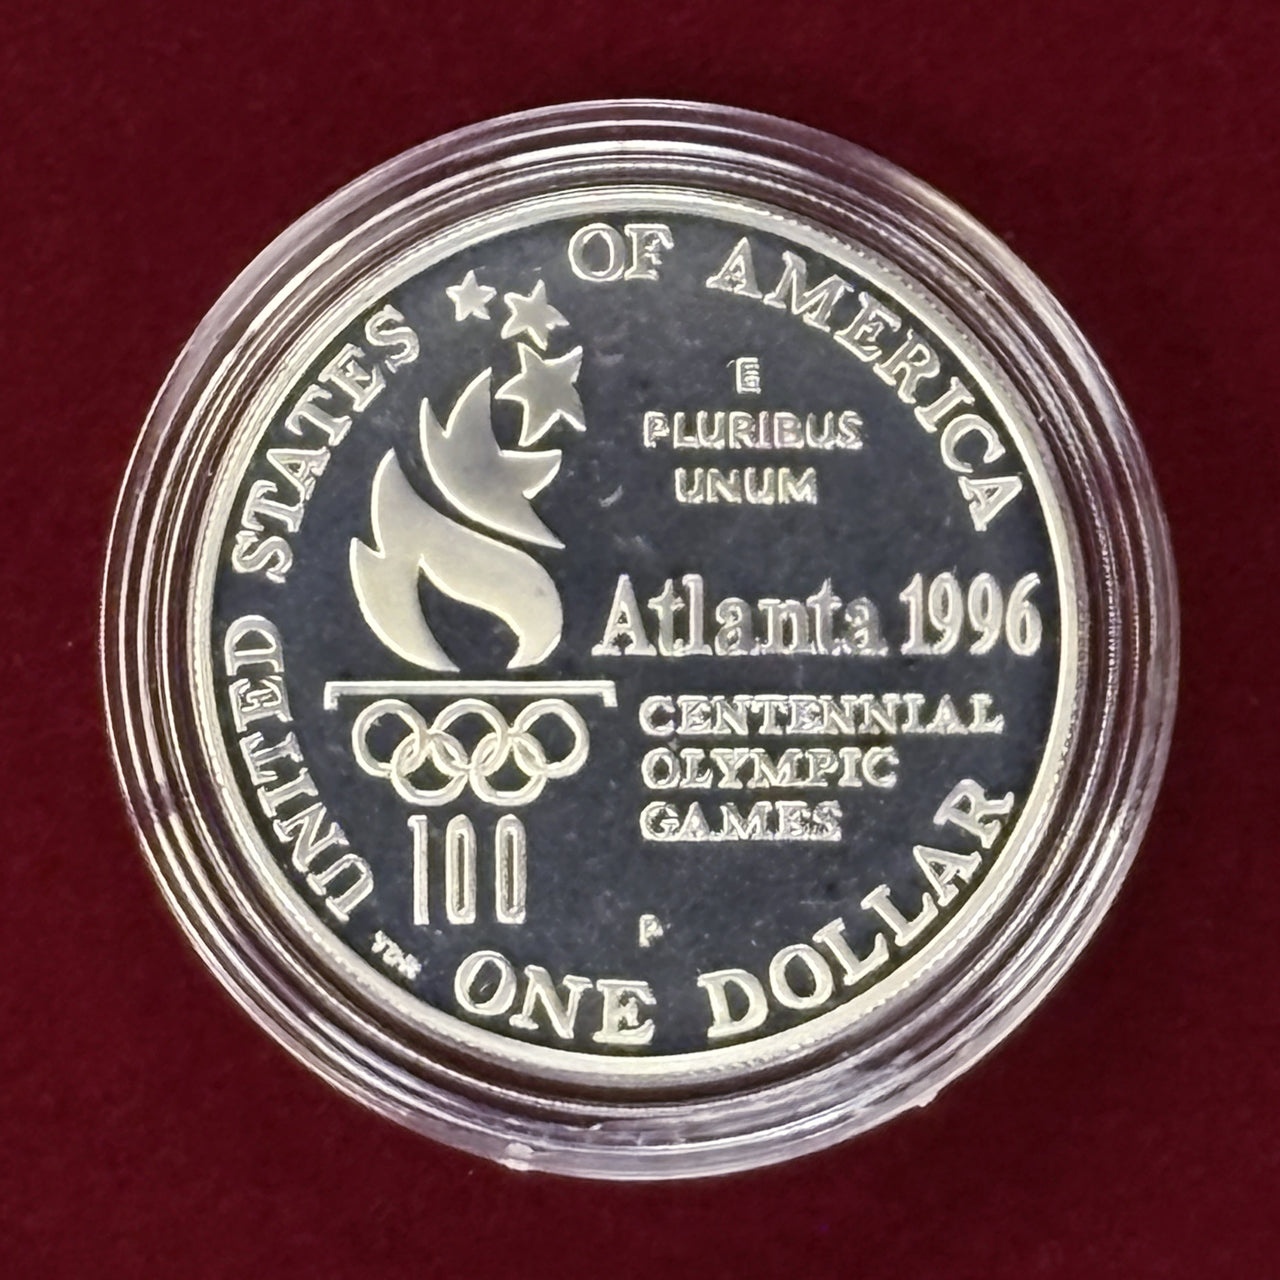 UNITED STATES OF AMERICA
E
PLURIBUS
UNUM
Atlanta 1996
CENTENNIAL
OLYMPIC
GAMES
100
P
ONE DOLLAR